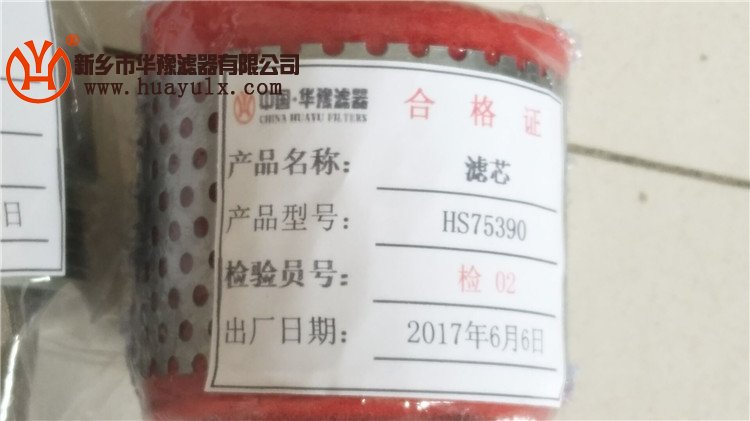 新乡市华豫滤器有限公司
www.huayulx.com
中国·华豫滤器
CHINA HUAYU FILTERS
合格证
产品名称：滤芯
产品型号：HS75390
检验员号：检 02
出厂日期：2017年6月6日
日